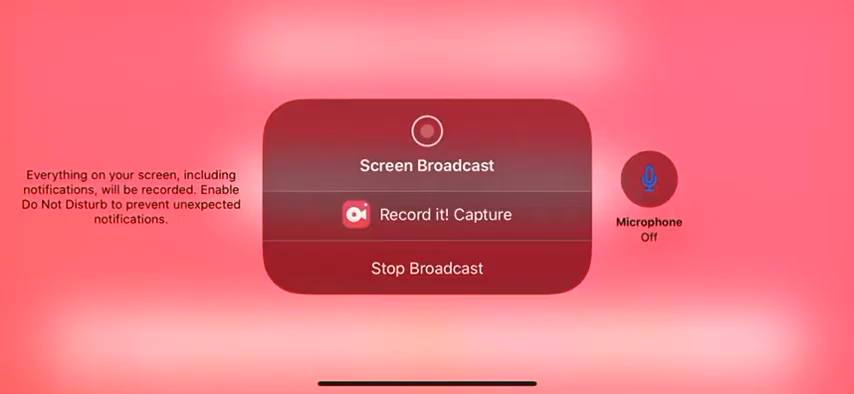 Everything on your screen, including
notifications, will be recorded. Enable
Do Not Disturb to prevent unexpected
notifications.
Screen Broadcast
Record it! Capture
Stop Broadcast
Microphone
Off